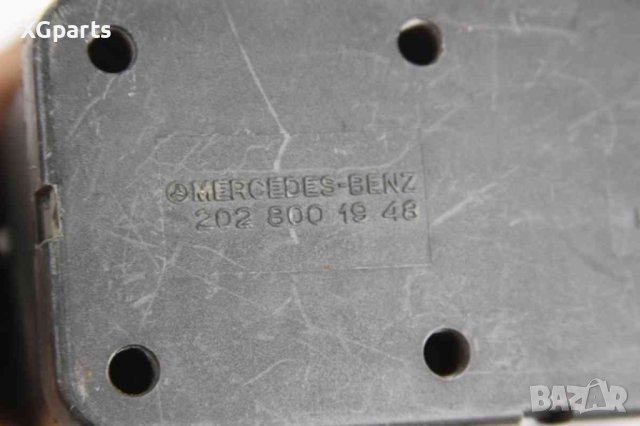 XGparts
MERCEDES-BENZ
202 800 19 48
BAZAR